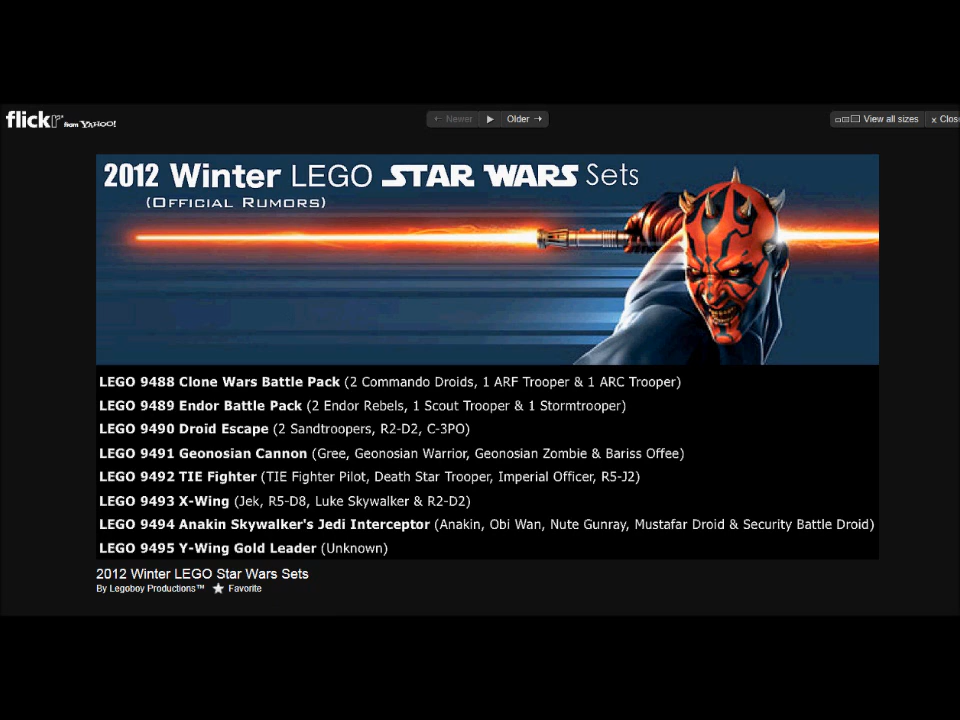 flickr from YAHOO!
← Newer ▶ Older →
View all sizes
x Clos
2012 Winter LEGO STAR WARS Sets
(OFFICIAL RUMORS)
LEGO 9488 Clone Wars Battle Pack (2 Commando Droids, 1 ARF Trooper & 1 ARC Trooper)
LEGO 9489 Endor Battle Pack (2 Endor Rebels, 1 Scout Trooper & 1 Stormtrooper)
LEGO 9490 Droid Escape (2 Sandtroopers, R2-D2, C-3PO)
LEGO 9491 Geonosian Cannon (Gree, Geonosian Warrior, Geonosian Zombie & Bariss Offee)
LEGO 9492 TIE Fighter (TIE Fighter Pilot, Death Star Trooper, Imperial Officer, R5-J2)
LEGO 9493 X-Wing (Jek, R5-D8, Luke Skywalker & R2-D2)
LEGO 9494 Anakin Skywalker's Jedi Interceptor (Anakin, Obi Wan, Nute Gunray, Mustafar Droid & Security Battle Droid)
LEGO 9495 Y-Wing Gold Leader (Unknown)
2012 Winter LEGO Star Wars Sets
By Legoboy Productions™ ★ Favorite